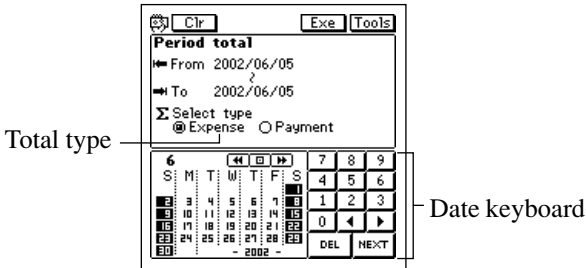 Clr Exe Tools
Period total
From 2002/06/05
~
To 2002/06/05
Σ Select type
Expense Payment
Total type
6
7 8 9
S M T W T F S
4 5 6
1
1 2 3
2 3 4 5 6 7 8
0
9 10 11 12 13 14 15
16 17 18 19 20 21 22
23 24 25 26 27 28 29
DEL NEXT
30 - 2002 -
Date keyboard